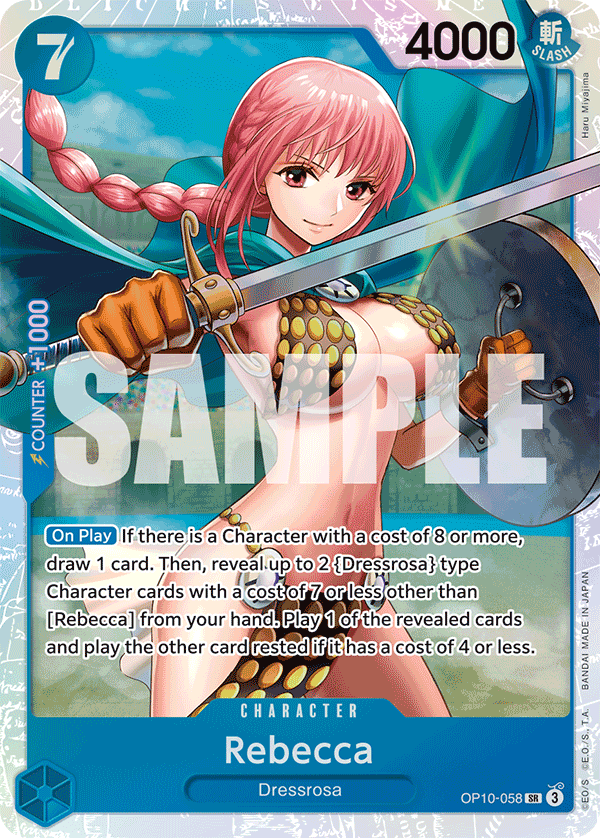 7
4000
斬
SLASH
Haru Miyajima
COUNTER +1000
SAMPLE
On Play If there is a Character with a cost of 8 or more,
draw 1 card. Then, reveal up to 2 {Dressrosa} type
Character cards with a cost of 7 or less other than
[Rebecca] from your hand. Play 1 of the revealed cards
and play the other card rested if it has a cost of 4 or less.
CHARACTER
Rebecca
Dressrosa
OP10-058 SR 3
©E.O/S ©E.O./S., T.A. BANDAI MADE IN JAPAN